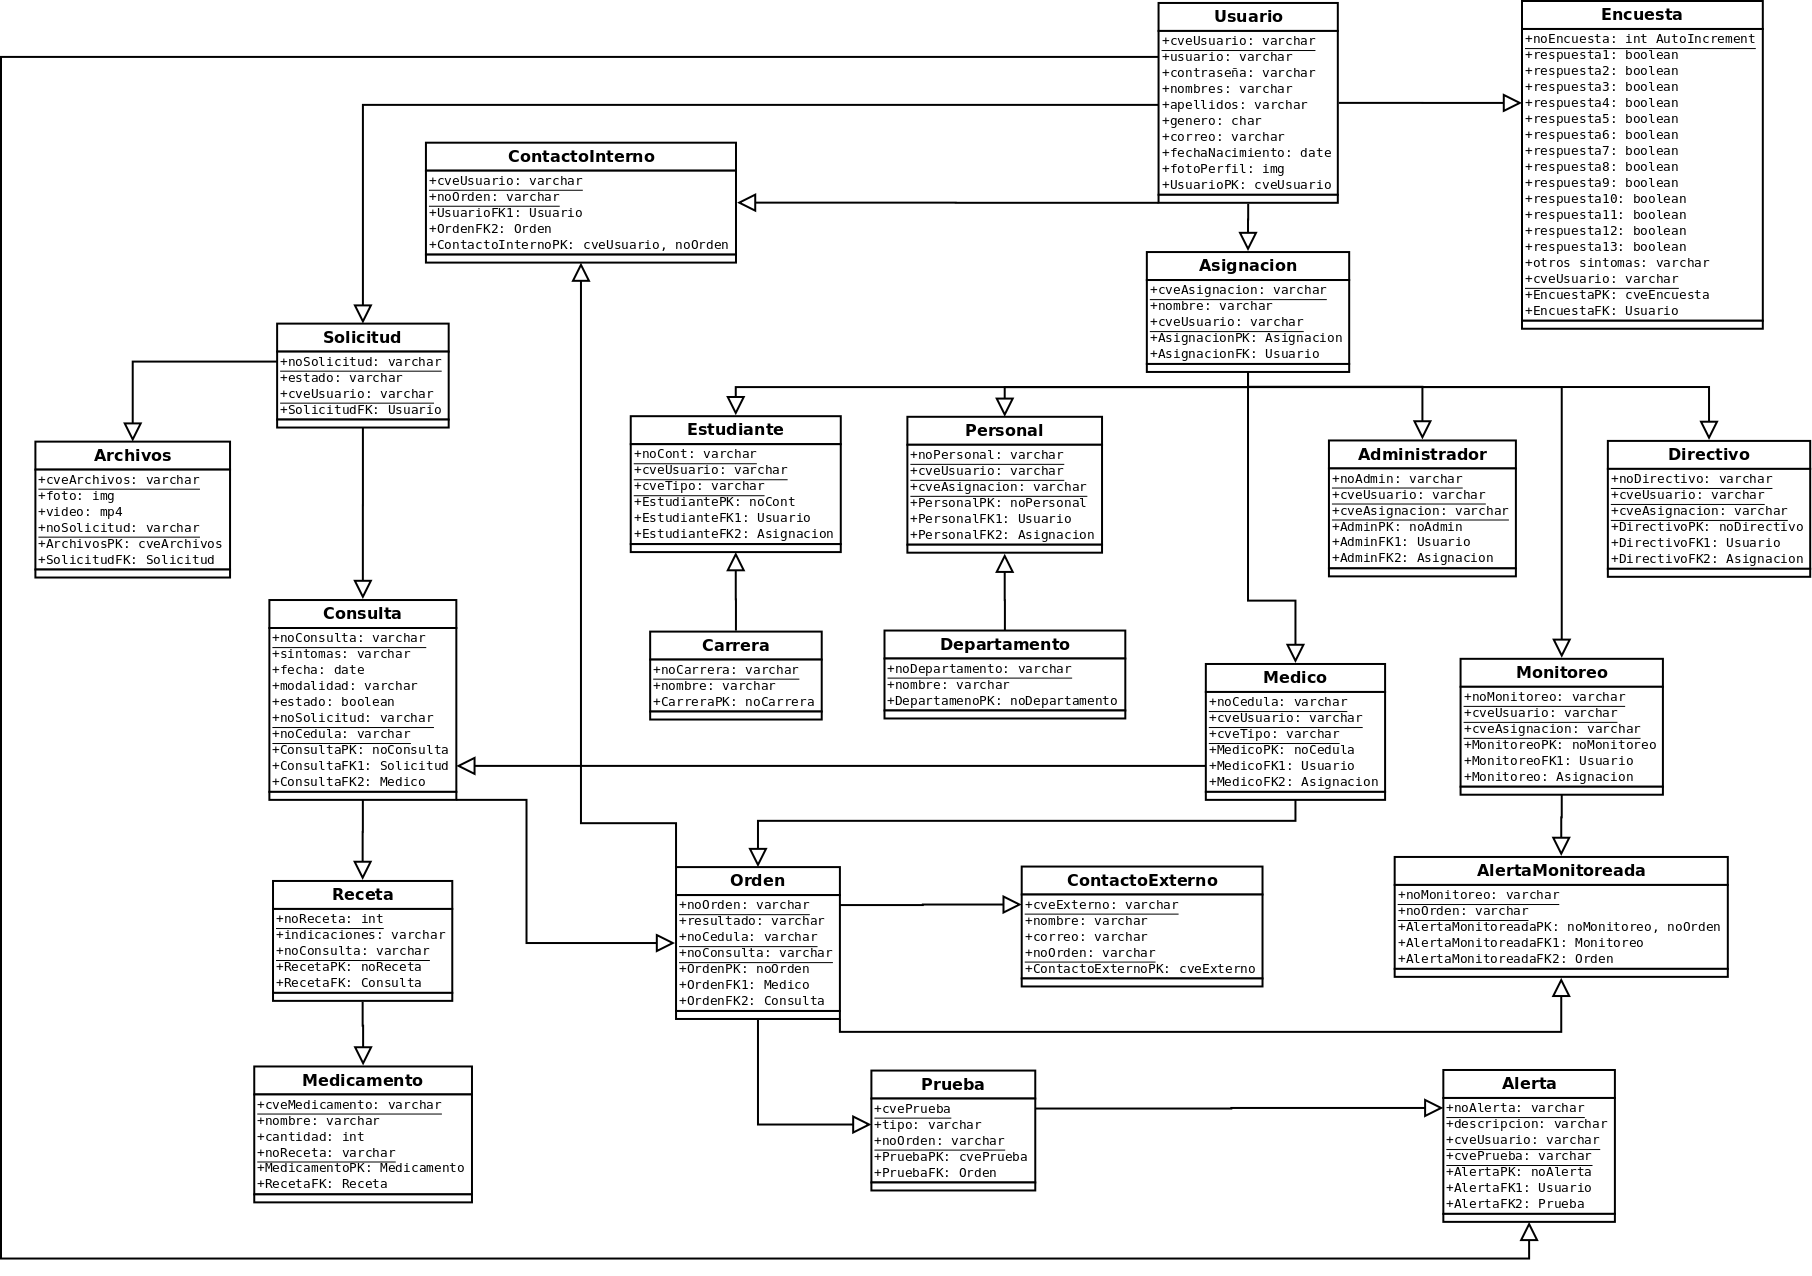 Usuario
+cveUsuario: varchar
+usuario: varchar
+contraseña: varchar
+nombres: varchar
+apellidos: varchar
+genero: char
+correo: varchar
+fechaNacimiento: date
+fotoPerfil: img
+UsuarioPK: cveUsuario
Encuesta
+noEncuesta: int AutoIncrement
+respuesta1: boolean
+respuesta2: boolean
+respuesta3: boolean
+respuesta4: boolean
+respuesta5: boolean
+respuesta6: boolean
+respuesta7: boolean
+respuesta8: boolean
+respuesta9: boolean
+respuesta10: boolean
+respuesta11: boolean
+respuesta12: boolean
+respuesta13: boolean
+otros sintomas: varchar
+cveUsuario: varchar
+EncuestaPK: cveEncuesta
+EncuestaFK: Usuario
ContactoInterno
+cveUsuario: varchar
+noOrden: varchar
+UsuarioFK1: Usuario
+OrdenFK2: Orden
+ContactoInternoPK: cveUsuario, noOrden
Asignacion
+cveAsignacion: varchar
+nombre: varchar
+cveUsuario: varchar
+AsignacionPK: Asignacion
+AsignacionFK: Usuario
Solicitud
+noSolicitud: varchar
+estado: varchar
+cveUsuario: varchar
+SolicitudFK: Usuario
Archivos
+cveArchivos: varchar
+foto: img
+video: mp4
+noSolicitud: varchar
+ArchivosPK: cveArchivos
+SolicitudFK: Solicitud
Estudiante
+noCont: varchar
+cveUsuario: varchar
+cveTipo: varchar
+EstudiantePK: noCont
+EstudianteFK1: Usuario
+EstudianteFK2: Asignacion
Personal
+noPersonal: varchar
+cveUsuario: varchar
+cveAsignacion: varchar
+PersonalPK: noPersonal
+PersonalFK1: Usuario
+PersonalFK2: Asignacion
Administrador
+noAdmin: varchar
+cveUsuario: varchar
+cveAsignacion: varchar
+AdminPK: noAdmin
+AdminFK1: Usuario
+AdminFK2: Asignacion
Directivo
+noDirectivo: varchar
+cveUsuario: varchar
+cveAsignacion: varchar
+DirectivoPK: noDirectivo
+DirectivoFK1: Usuario
+DirectivoFK2: Asignacion
Consulta
+noConsulta: varchar
+sintomas: varchar
+fecha: date
+modalidad: varchar
+estado: boolean
+noSolicitud: varchar
+noCedula: varchar
+ConsultaPK: noConsulta
+ConsultaFK1: Solicitud
+ConsultaFK2: Medico
Carrera
+noCarrera: varchar
+nombre: varchar
+CarreraPK: noCarrera
Departamento
+noDepartamento: varchar
+nombre: varchar
+DepartamenoPK: noDepartamento
Medico
+noCedula: varchar
+cveUsuario: varchar
+cveTipo: varchar
+MedicoPK: noCedula
+MedicoFK1: Usuario
+MedicoFK2: Asignacion
Monitoreo
+noMonitoreo: varchar
+cveUsuario: varchar
+cveAsignacion: varchar
+MonitoreoPK: noMonitoreo
+MonitoreoFK1: Usuario
+Monitoreo: Asignacion
Receta
+noReceta: int
+indicaciones: varchar
+noConsulta: varchar
+RecetaPK: noReceta
+RecetaFK: Consulta
Orden
+noOrden: varchar
+resultado: varchar
+noCedula: varchar
+noConsulta: varchar
+OrdenPK: noOrden
+OrdenFK1: Medico
+OrdenFK2: Consulta
ContactoExterno
+cveExterno: varchar
+nombre: varchar
+correo: varchar
+noOrden: varchar
+ContactoExternoPK: cveExterno
AlertaMonitoreada
+noMonitoreo: varchar
+noOrden: varchar
+AlertaMonitoreadaPK: noMonitoreo, noOrden
+AlertaMonitoreadaFK1: Monitoreo
+AlertaMonitoreadaFK2: Orden
Medicamento
+cveMedicamento: varchar
+nombre: varchar
+cantidad: int
+noReceta: varchar
+MedicamentoPK: Medicamento
+RecetaFK: Receta
Prueba
+cvePrueba
+tipo: varchar
+noOrden: varchar
+PruebaPK: cvePrueba
+PruebaFK: Orden
Alerta
+noAlerta: varchar
+descripcion: varchar
+cveUsuario: varchar
+cvePrueba: varchar
+AlertaPK: noAlerta
+AlertaFK1: Usuario
+AlertaFK2: Prueba